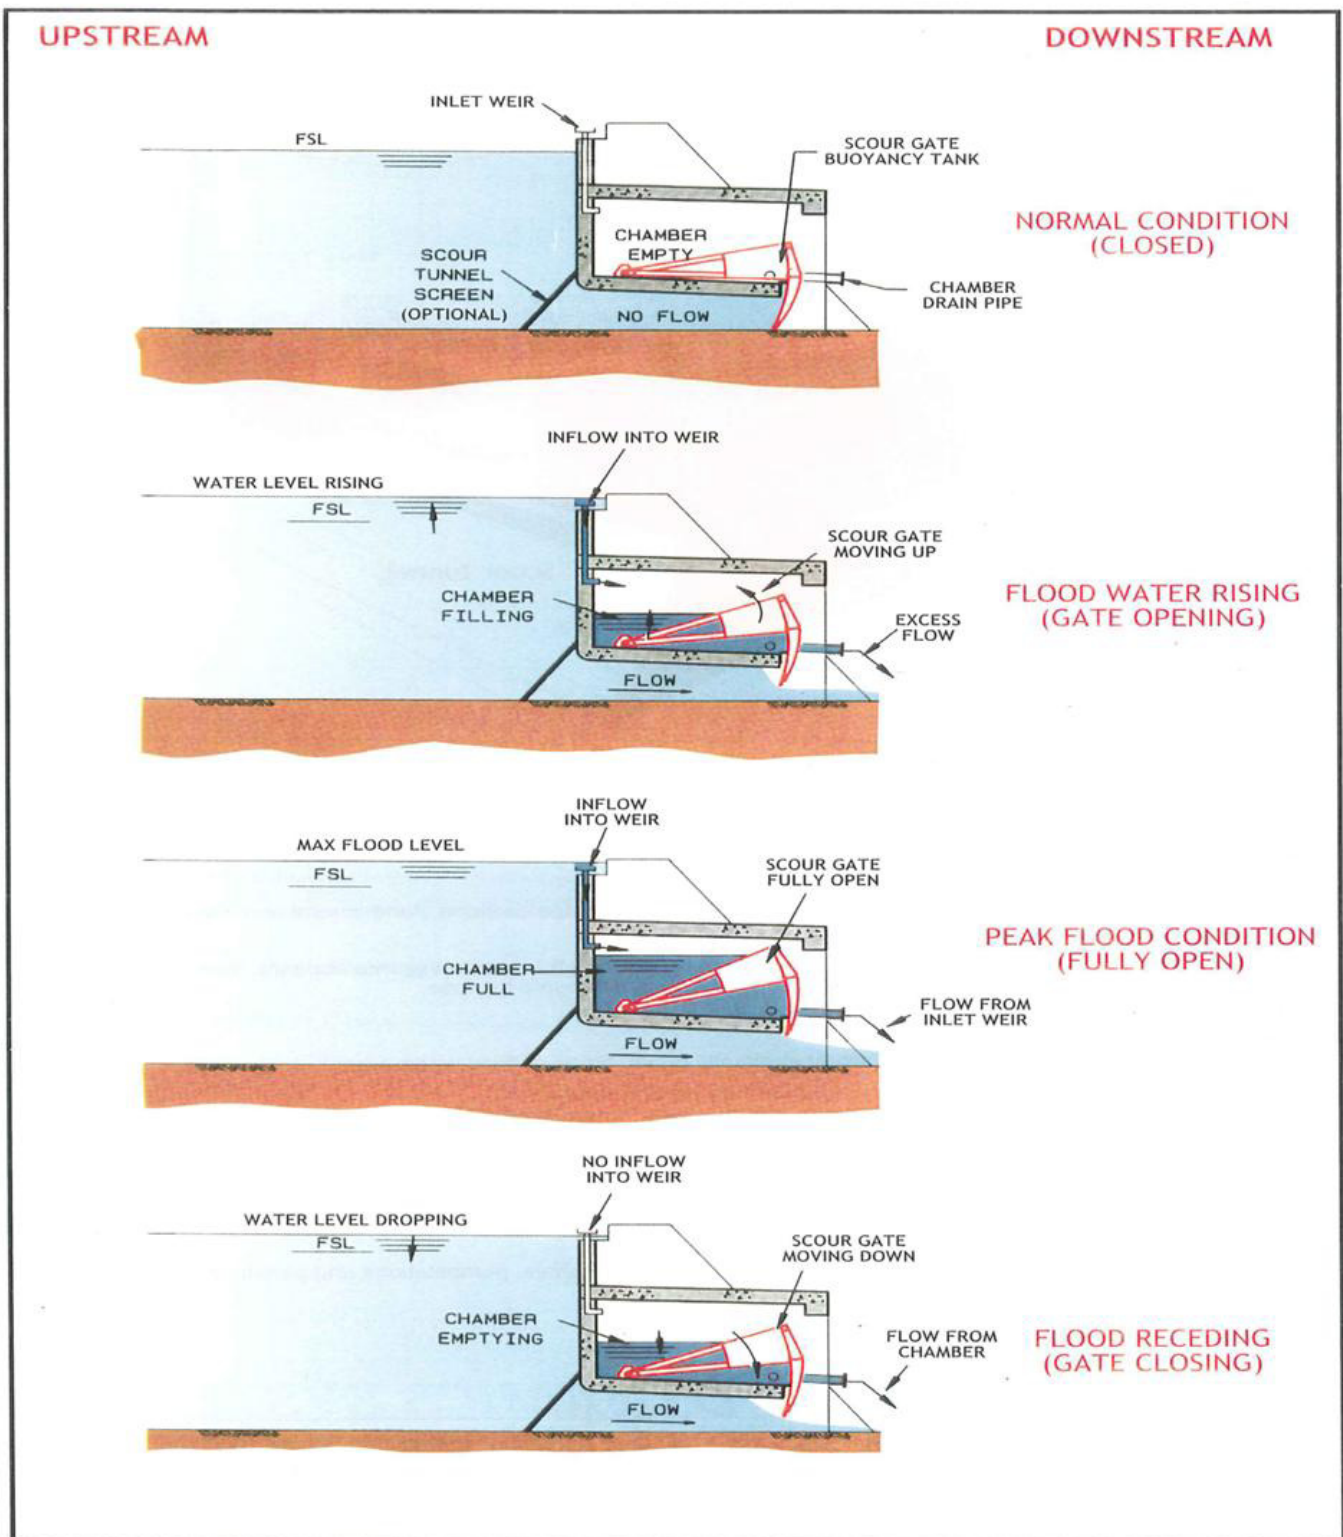 UPSTREAM
DOWNSTREAM
INLET WEIR
FSL
SCOUR GATE
BUOYANCY TANK
NORMAL CONDITION
(CLOSED)
CHAMBER
EMPTY
SCOUR
TUNNEL
SCREEN
(OPTIONAL)
CHAMBER
DRAIN PIPE
NO FLOW
INFLOW INTO WEIR
WATER LEVEL RISING
FSL
SCOUR GATE
MOVING UP
CHAMBER
FILLING
FLOOD WATER RISING
(GATE OPENING)
EXCESS
FLOW
FLOW
INFLOW
INTO WEIR
MAX FLOOD LEVEL
FSL
SCOUR GATE
FULLY OPEN
PEAK FLOOD CONDITION
(FULLY OPEN)
CHAMBER
FULL
FLOW FROM
INLET WEIR
FLOW
NO INFLOW
INTO WEIR
WATER LEVEL DROPPING
FSL
SCOUR GATE
MOVING DOWN
CHAMBER
EMPTYING
FLOW FROM
CHAMBER
FLOOD RECEDING
(GATE CLOSING)
FLOW